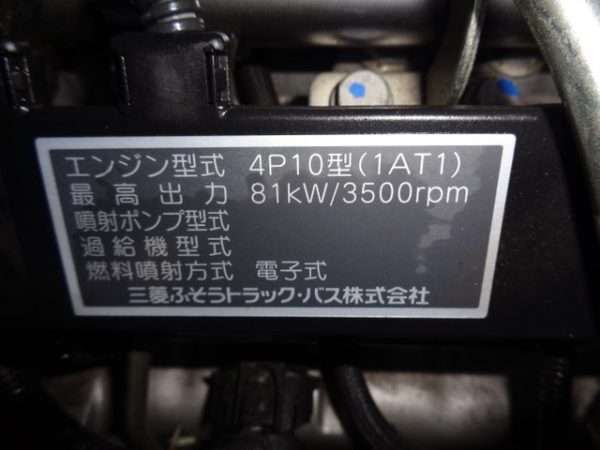 エンジン型式 4P10型(1AT1)
最高出力 81kW/3500rpm
噴射ポンプ型式
過給機型式
燃料噴射方式 電子式
三菱ふそうトラック・バス株式会社